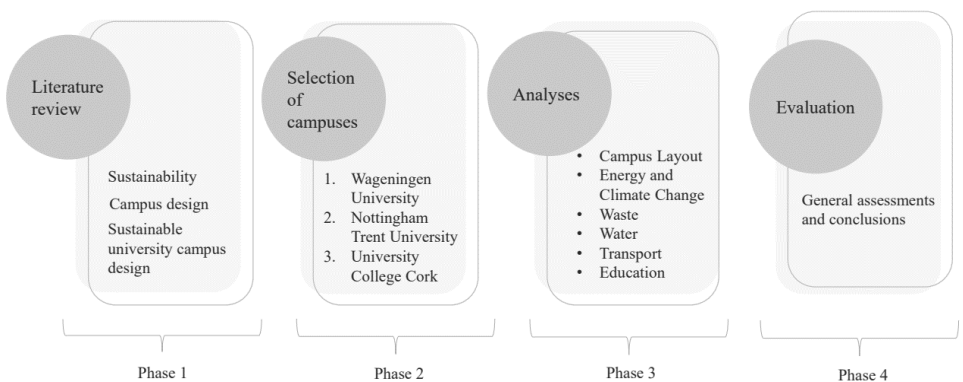 Literature
review
Sustainability
Campus design
Sustainable
university campus
design
Phase 1
Selection
of
campuses
1. Wageningen
University
2. Nottingham
Trent University
3. University
College Cork
Phase 2
Analyses
• Campus Layout
• Energy and
Climate Change
• Waste
• Water
• Transport
• Education
Phase 3
Evaluation
General assessments
and conclusions
Phase 4